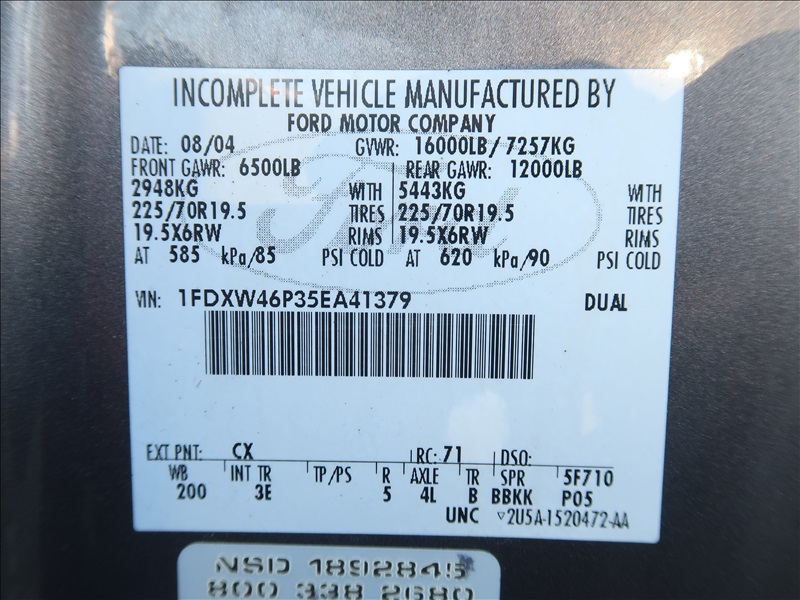 INCOMPLETE VEHICLE MANUFACTURED BY
FORD MOTOR COMPANY
DATE: 08/04 GVWR: 16000LB/7257KG
FRONT GAWR: 6500LB REAR GAWR: 12000LB
2948KG WITH 5443KG WITH
225/70R19.5 TIRES 225/70R19.5 TIRES
19.5X6RW RIMS 19.5X6RW RIMS
AT 585 kPa/85 PSI COLD AT 620 kPa/90 PSI COLD
VIN: 1FDXW46P35EA41379 DUAL
EXT PNT: CX RC: 71 DSO:
WB INT TR TP/PS R AXLE TR SPR 5F710
200 3E 5 4L B BBKK P05
UNC 2U5A-1520472-AA
NSD 1892845
800 338 2680